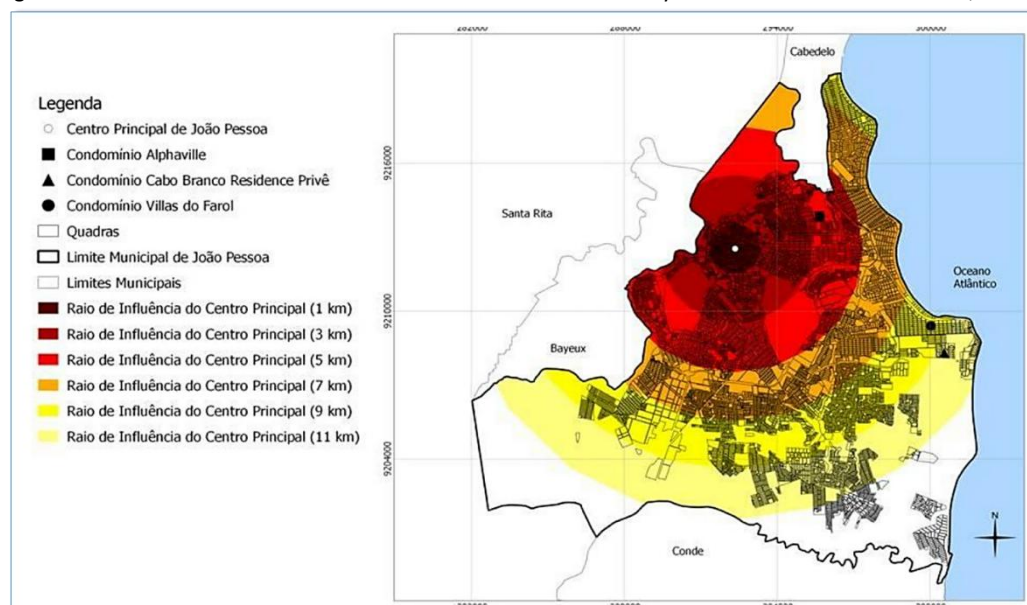 Legenda
Centro Principal de João Pessoa
Condomínio Alphaville
Condomínio Cabo Branco Residence Privê
Condomínio Villas do Farol
Quadras
Limite Municipal de João Pessoa
Limites Municipais
Raio de Influência do Centro Principal (1 km)
Raio de Influência do Centro Principal (3 km)
Raio de Influência do Centro Principal (5 km)
Raio de Influência do Centro Principal (7 km)
Raio de Influência do Centro Principal (9 km)
Raio de Influência do Centro Principal (11 km)
Cabedelo
9216000
Santa Rita
Oceano
Atlântico
9210000
Bayeux
9204000
N
Conde